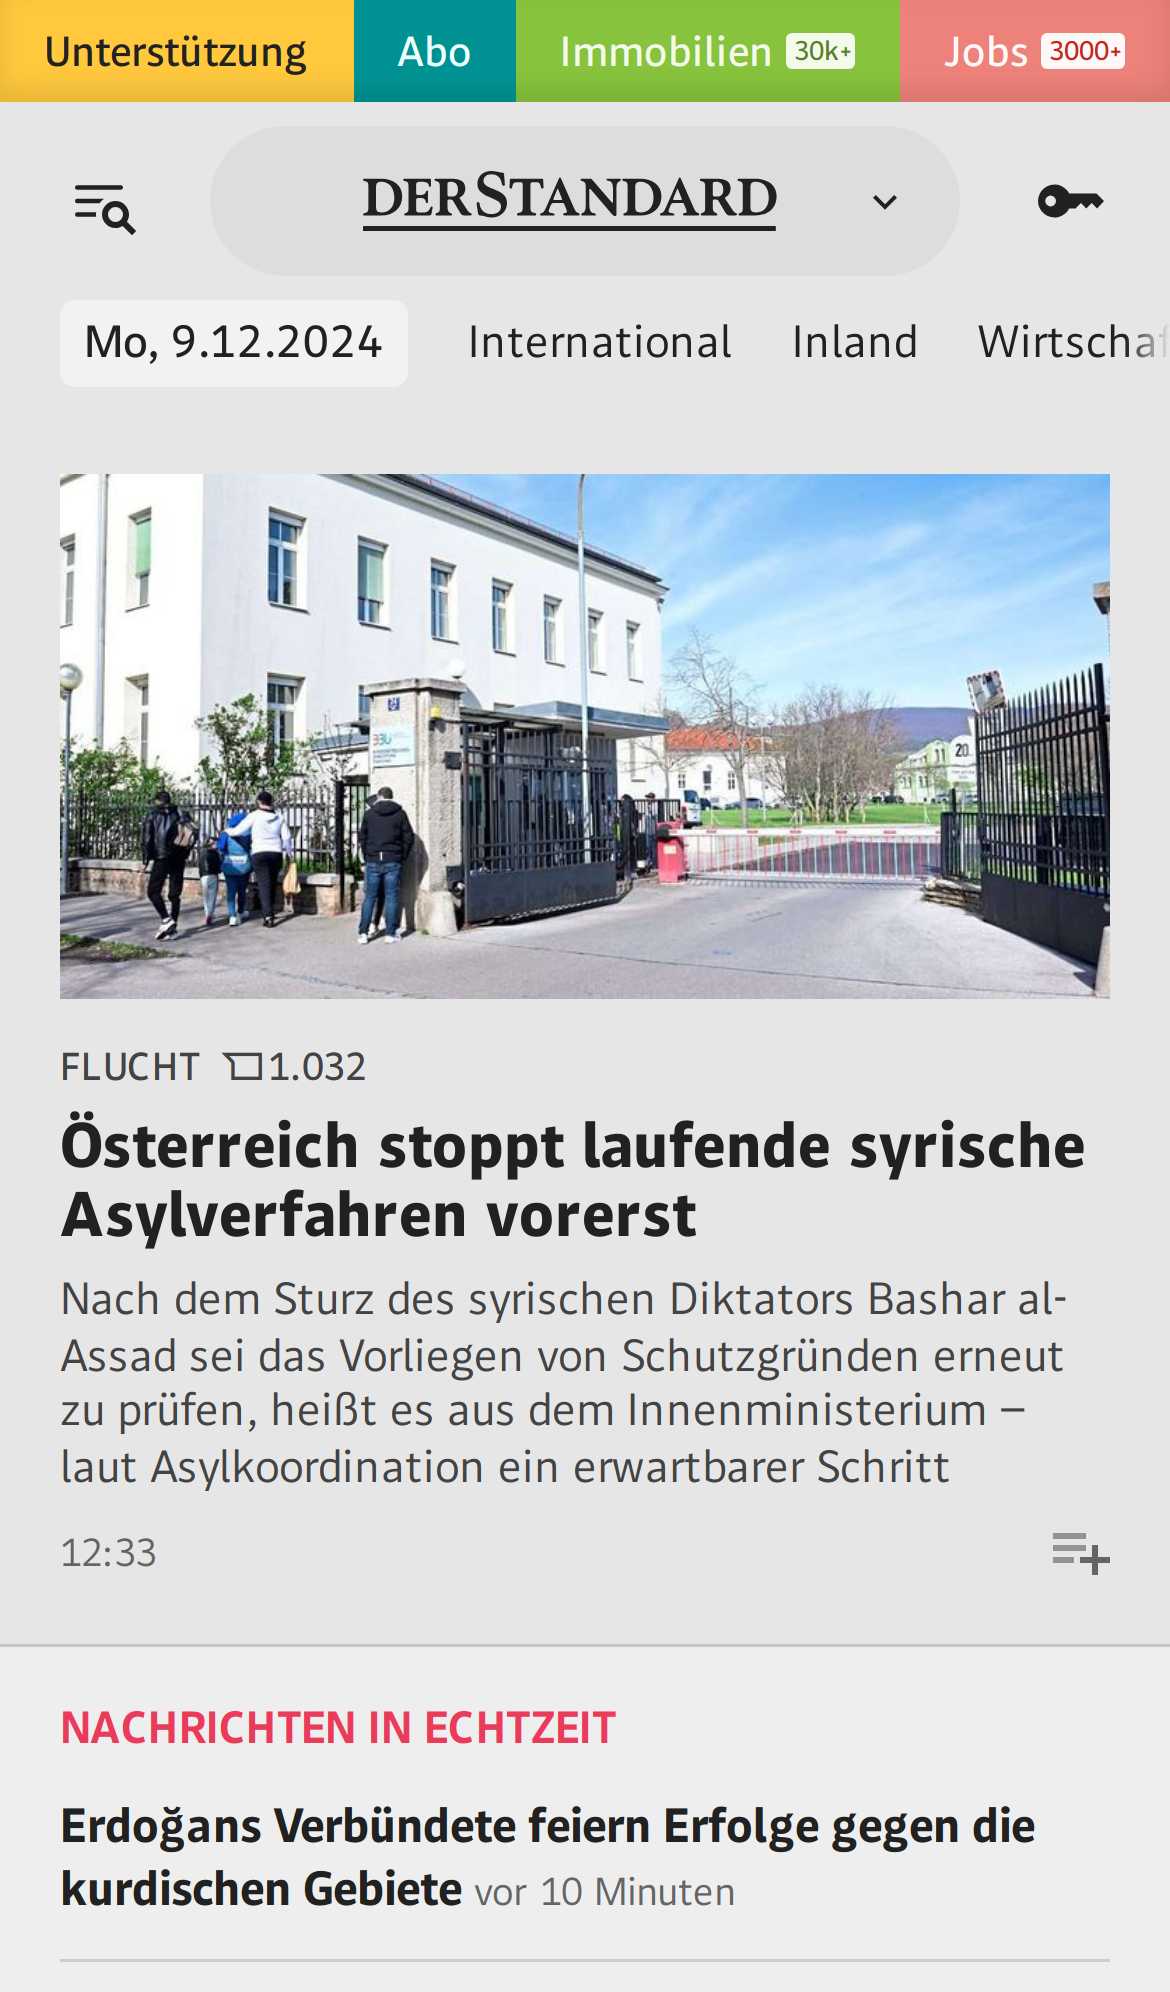 Unterstützung
Abo
Immobilien 30k+
Jobs 3000+
DERSTANDARD
Mo, 9.12.2024
International
Inland
Wirtschaf
20
FLUCHT 1.032
Österreich stoppt laufende syrische
Asylverfahren vorerst
Nach dem Sturz des syrischen Diktators Bashar al-
Assad sei das Vorliegen von Schutzgründen erneut
zu prüfen, heißt es aus dem Innenministerium –
laut Asylkoordination ein erwartbarer Schritt
12:33
NACHRICHTEN IN ECHTZEIT
Erdoğans Verbündete feiern Erfolge gegen die
kurdischen Gebiete vor 10 Minuten